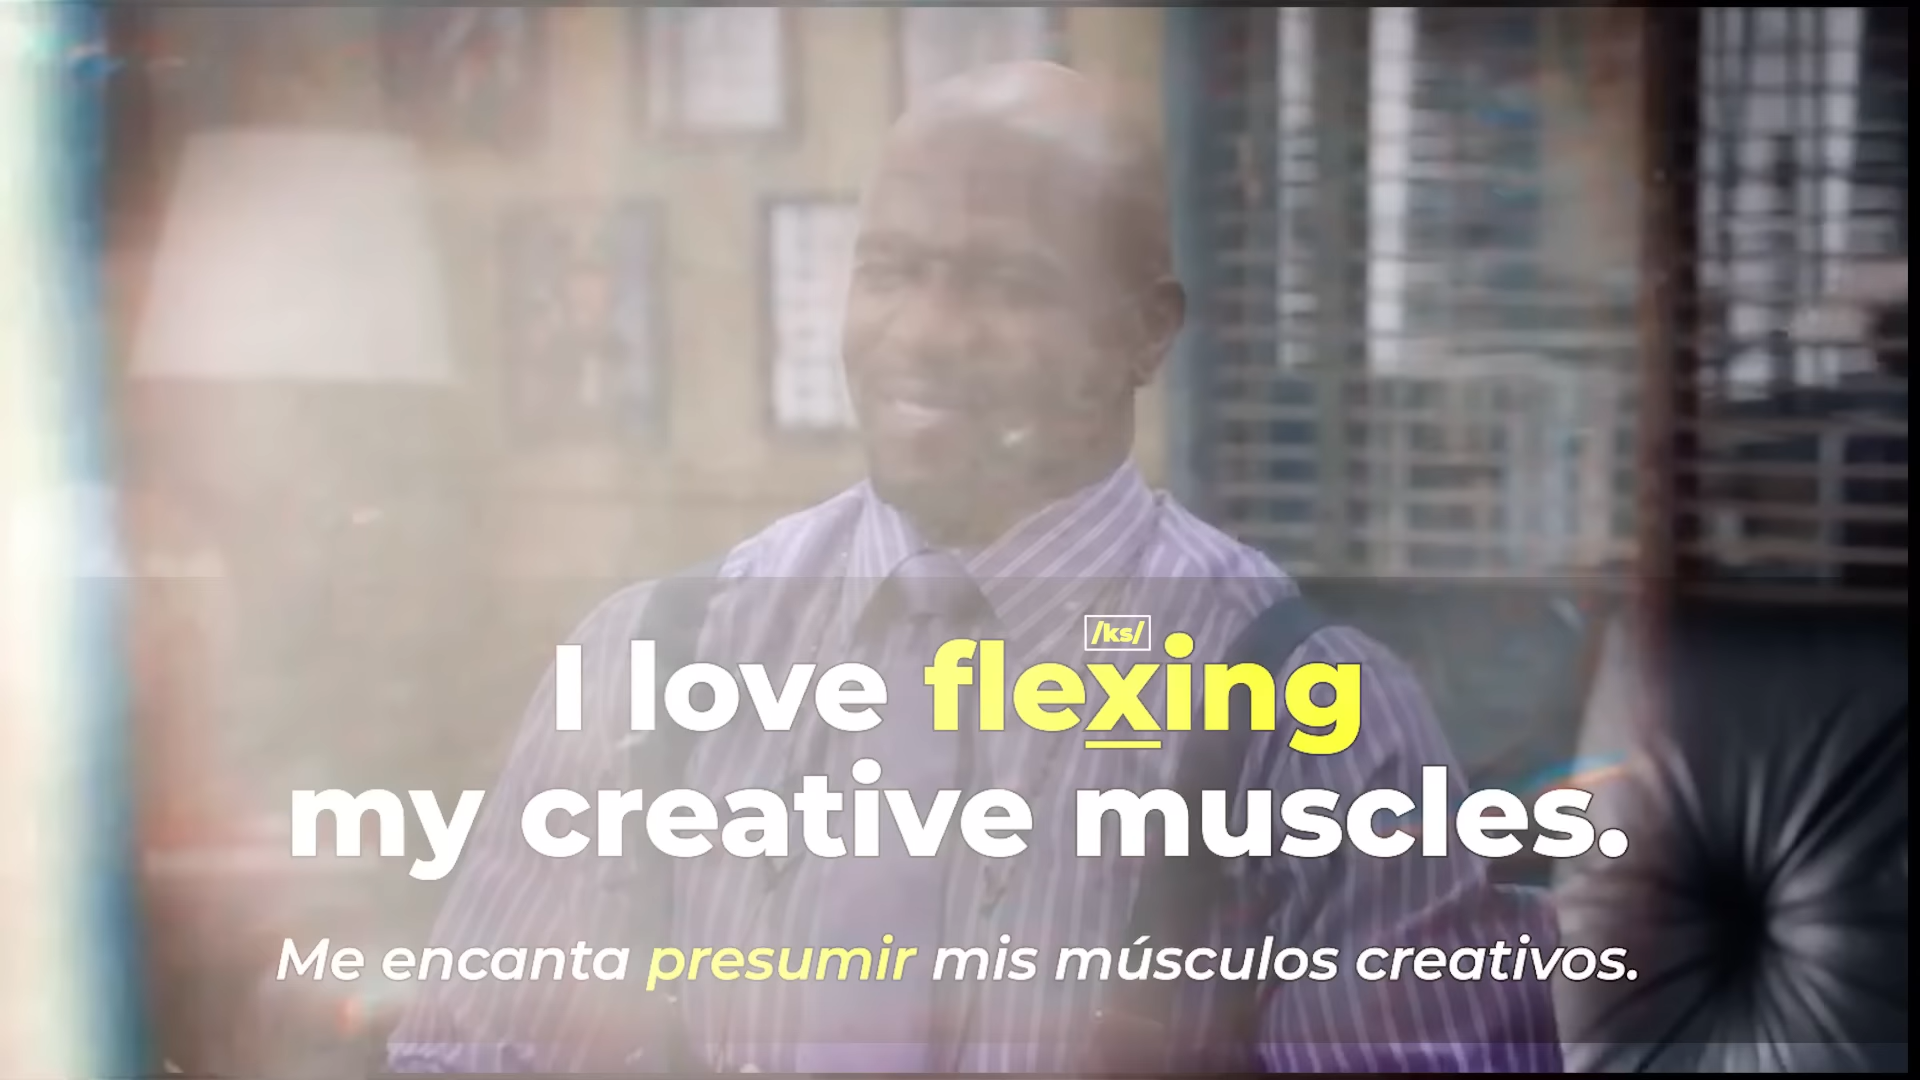 /ks/
I love flexing
my creative muscles.
Me encanta presumir mis músculos creativos.